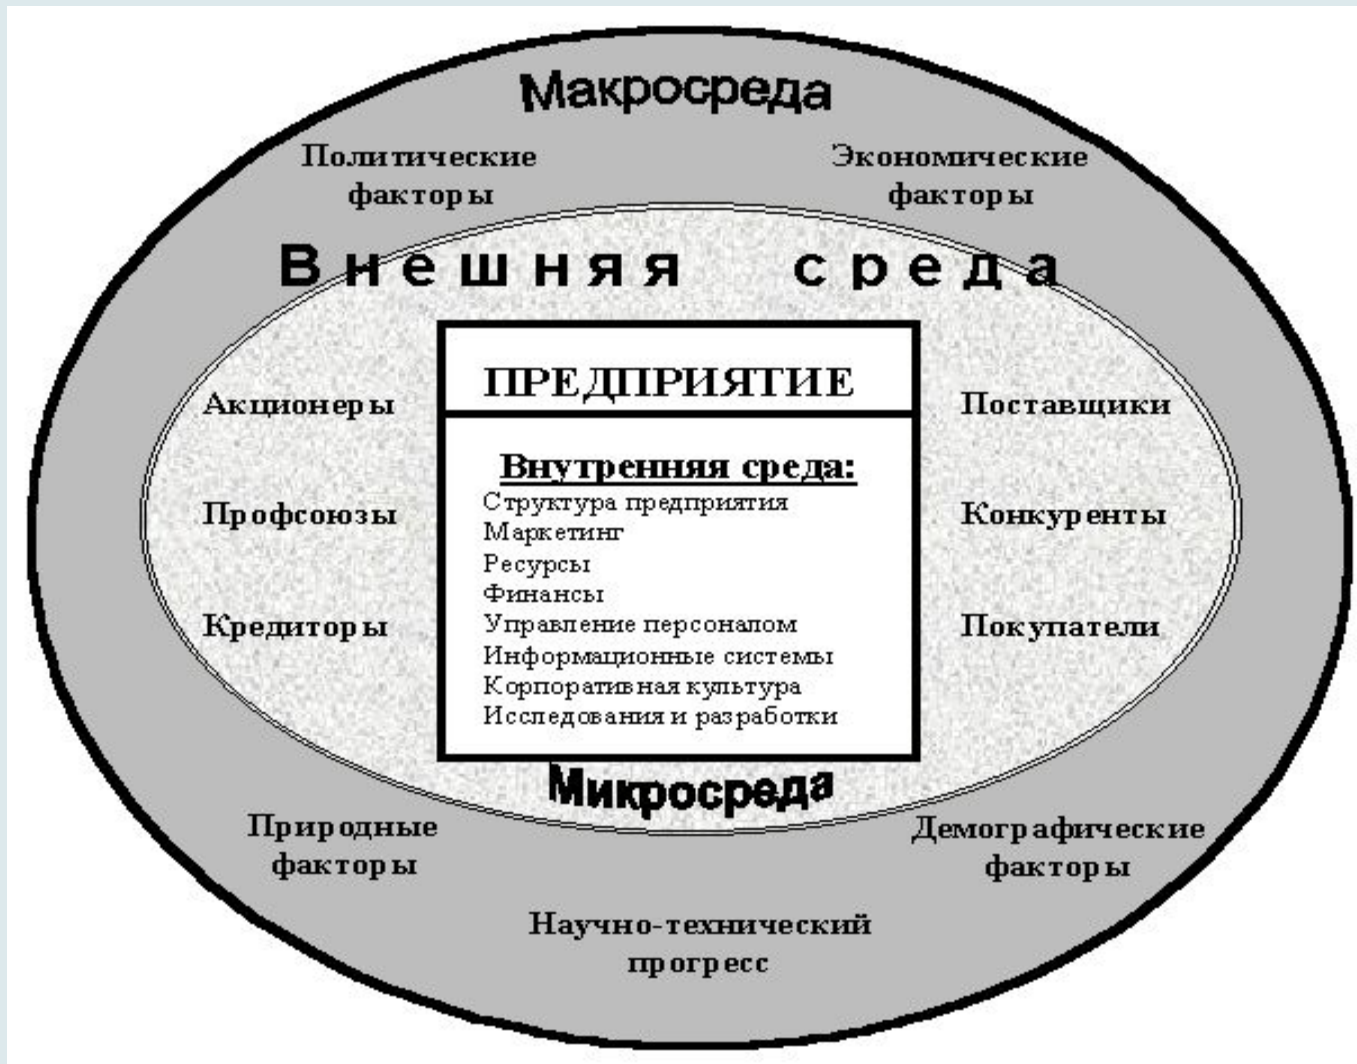 Макросреда
Политические
факторы
Экономические
факторы
Внешняя среда
ПРЕДПРИЯТИЕ
Акционеры
Профсоюзы
Кредиторы
Внутренняя среда:
Структура предприятия
Маркетинг
Ресурсы
Финансы
Управление персоналом
Информационные системы
Корпоративная культура
Исследования и разработки
Поставщики
Конкуренты
Покупатели
Микросреда
Природные
факторы
Демографические
факторы
Научно-технический
прогресс